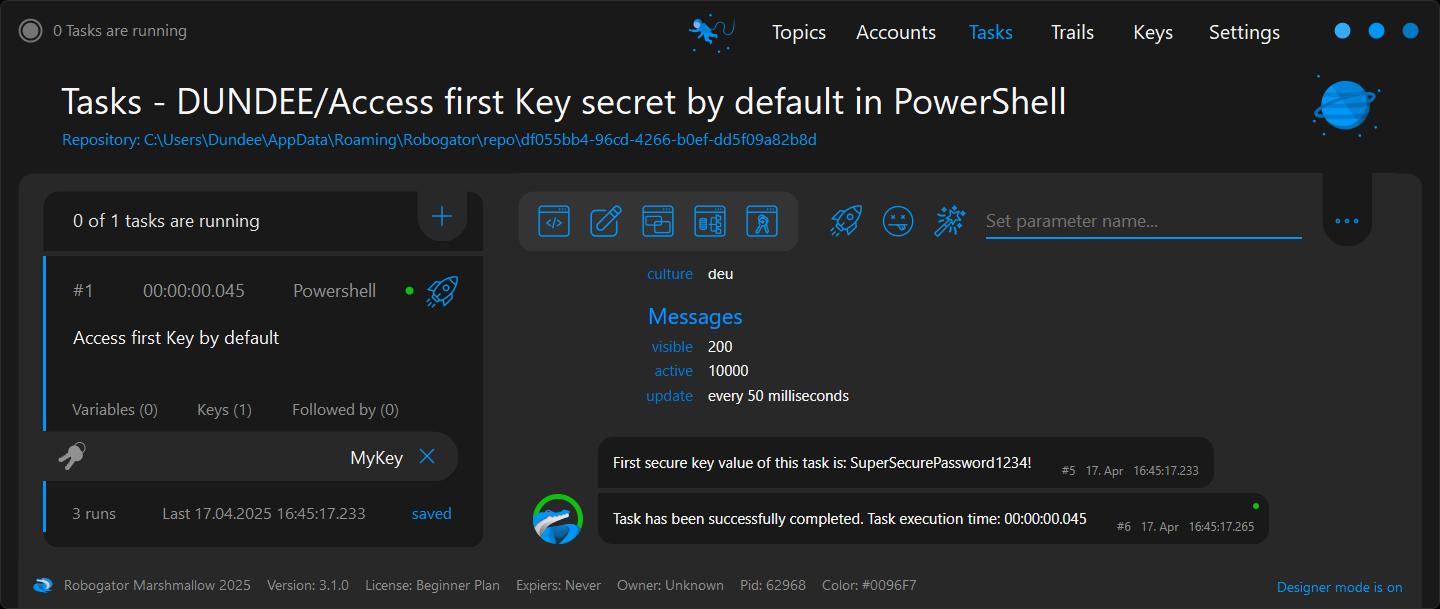 0 Tasks are running
Topics Accounts Tasks Trails Keys Settings
Tasks - DUNDEE/Access first Key secret by default in PowerShell
Repository: C:\Users\Dundee\AppData\Roaming\Robogator\repo\df055bb4-96cd-4266-b0ef-dd5f09a82b8d
0 of 1 tasks are running
#1 00:00:00.045 Powershell
Access first Key by default
Variables (0) Keys (1) Followed by (0)
MyKey
3 runs Last 17.04.2025 16:45:17.233 saved
Set parameter name...
culture deu
Messages
visible 200
active 10000
update every 50 milliseconds
First secure key value of this task is: SuperSecurePassword1234! #5 17. Apr 16:45:17.233
Task has been successfully completed. Task execution time: 00:00:00.045 #6 17. Apr 16:45:17.265
Robogator Marshmallow 2025 Version: 3.1.0 License: Beginner Plan Expiers: Never Owner: Unknown Pid: 62968 Color: #0096F7
Designer mode is on